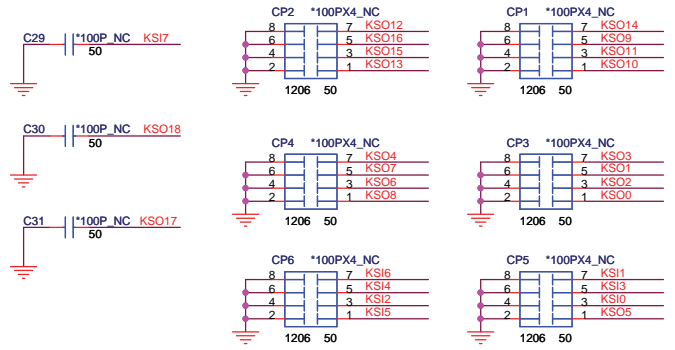 C29 *100P_NC KSI7
50
C30 *100P_NC KSO18
50
C31 *100P_NC KSO17
50
CP2 *100PX4_NC
8 7 KSO12
6 5 KSO16
4 3 KSO15
2 1 KSO13
1206 50
CP1 *100PX4_NC
8 7 KSO14
6 5 KSO9
4 3 KSO11
2 1 KSO10
1206 50
CP4 *100PX4_NC
8 7 KSO4
6 5 KSO7
4 3 KSO6
2 1 KSO8
1206 50
CP3 *100PX4_NC
8 7 KSO3
6 5 KSO1
4 3 KSO2
2 1 KSO0
1206 50
CP6 *100PX4_NC
8 7 KSI6
6 5 KSI4
4 3 KSI2
2 1 KSI5
1206 50
CP5 *100PX4_NC
8 7 KSI1
6 5 KSI3
4 3 KSI0
2 1 KSO5
1206 50